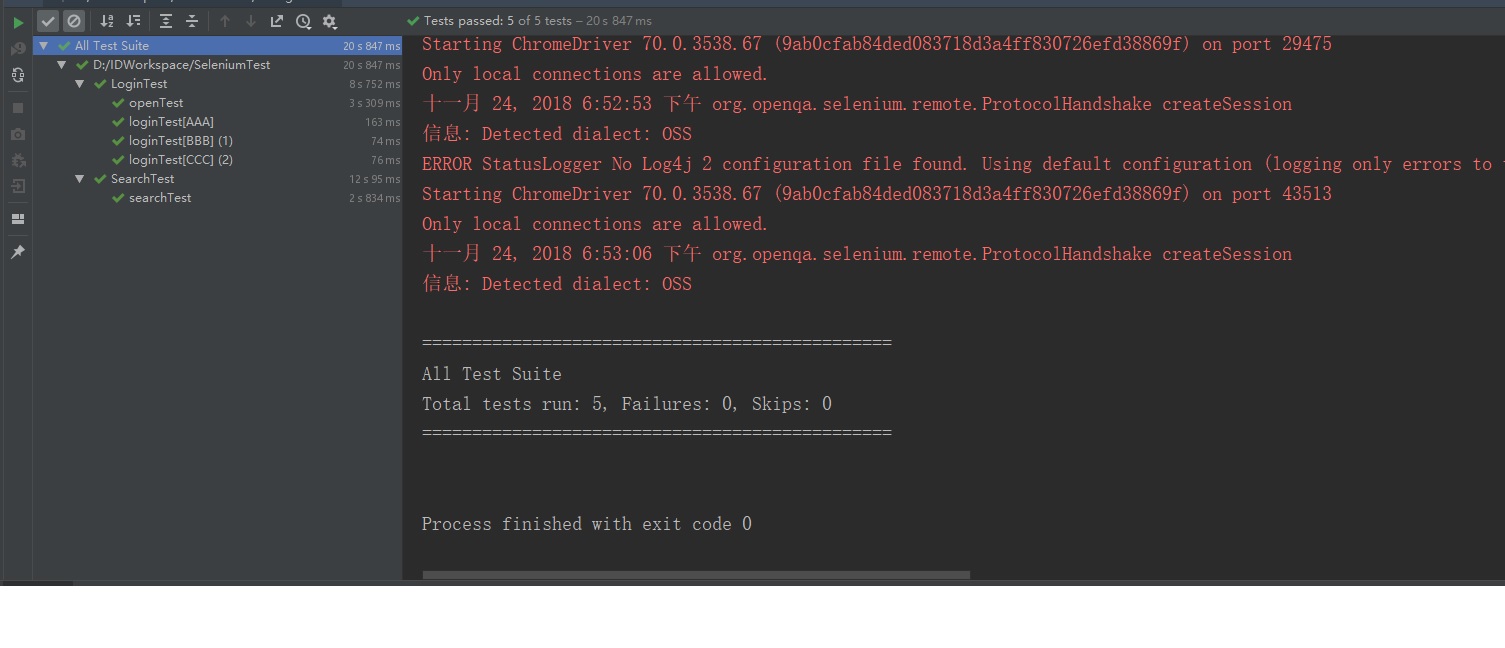 Tests passed: 5 of 5 tests – 20 s 847 ms
All Test Suite 20 s 847 ms
D:/IDWorkspace/SeleniumTest 20 s 847 ms
LoginTest 8 s 752 ms
openTest 3 s 309 ms
loginTest[AAA] 163 ms
loginTest[BBB] (1) 74 ms
loginTest[CCC] (2) 76 ms
SearchTest 12 s 95 ms
searchTest 2 s 834 ms
Starting ChromeDriver 70.0.3538.67 (9ab0cfab84ded083718d3a4ff830726efd38869f) on port 29475
Only local connections are allowed.
十一月 24, 2018 6:52:53 下午 org.openqa.selenium.remote.ProtocolHandshake createSession
信息: Detected dialect: OSS
ERROR StatusLogger No Log4j 2 configuration file found. Using default configuration (logging only errors to
Starting ChromeDriver 70.0.3538.67 (9ab0cfab84ded083718d3a4ff830726efd38869f) on port 43513
Only local connections are allowed.
十一月 24, 2018 6:53:06 下午 org.openqa.selenium.remote.ProtocolHandshake createSession
信息: Detected dialect: OSS
===============================================
All Test Suite
Total tests run: 5, Failures: 0, Skips: 0
===============================================
Process finished with exit code 0